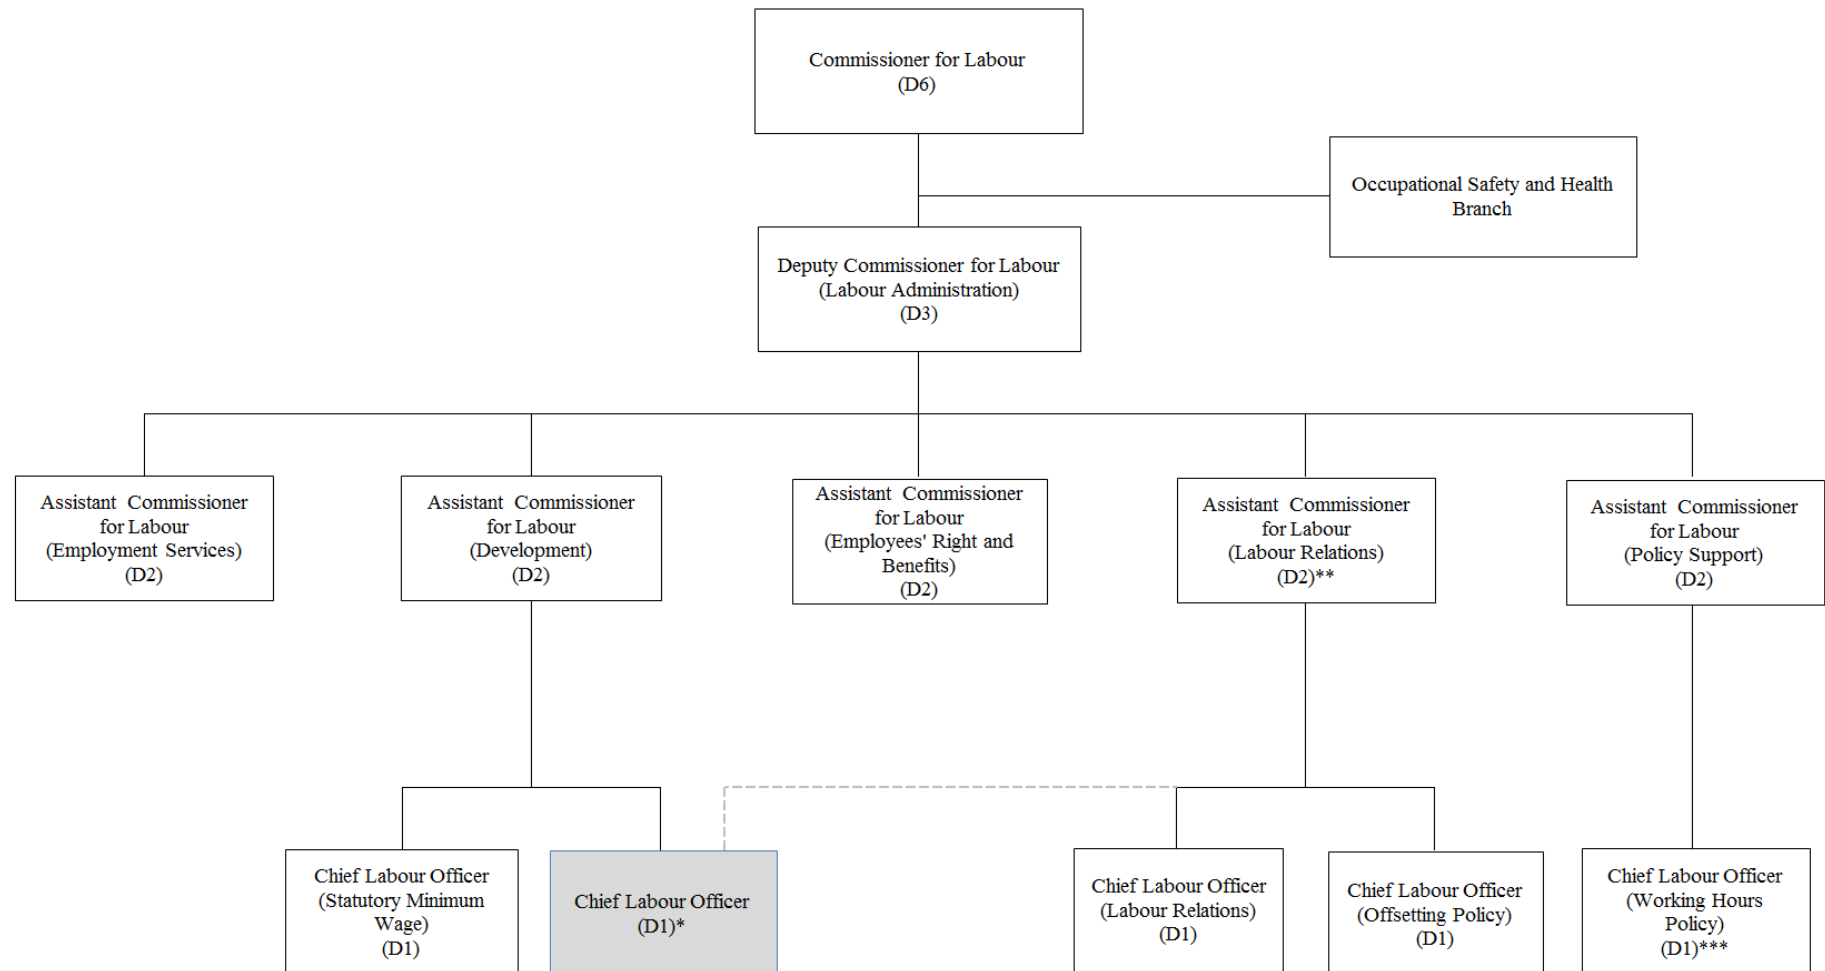 Commissioner for Labour
(D6)
Occupational Safety and Health
Branch
Deputy Commissioner for Labour
(Labour Administration)
(D3)
Assistant Commissioner
for Labour
(Employment Services)
(D2)
Assistant Commissioner
for Labour
(Development)
(D2)
Assistant Commissioner
for Labour
(Employees' Right and
Benefits)
(D2)
Assistant Commissioner
for Labour
(Labour Relations)
(D2)**
Assistant Commissioner
for Labour
(Policy Support)
(D2)
Chief Labour Officer
(Statutory Minimum
Wage)
(D1)
Chief Labour Officer
(D1)*
Chief Labour Officer
(Labour Relations)
(D1)
Chief Labour Officer
(Offsetting Policy)
(D1)
Chief Labour Officer
(Working Hours
Policy)
(D1)***